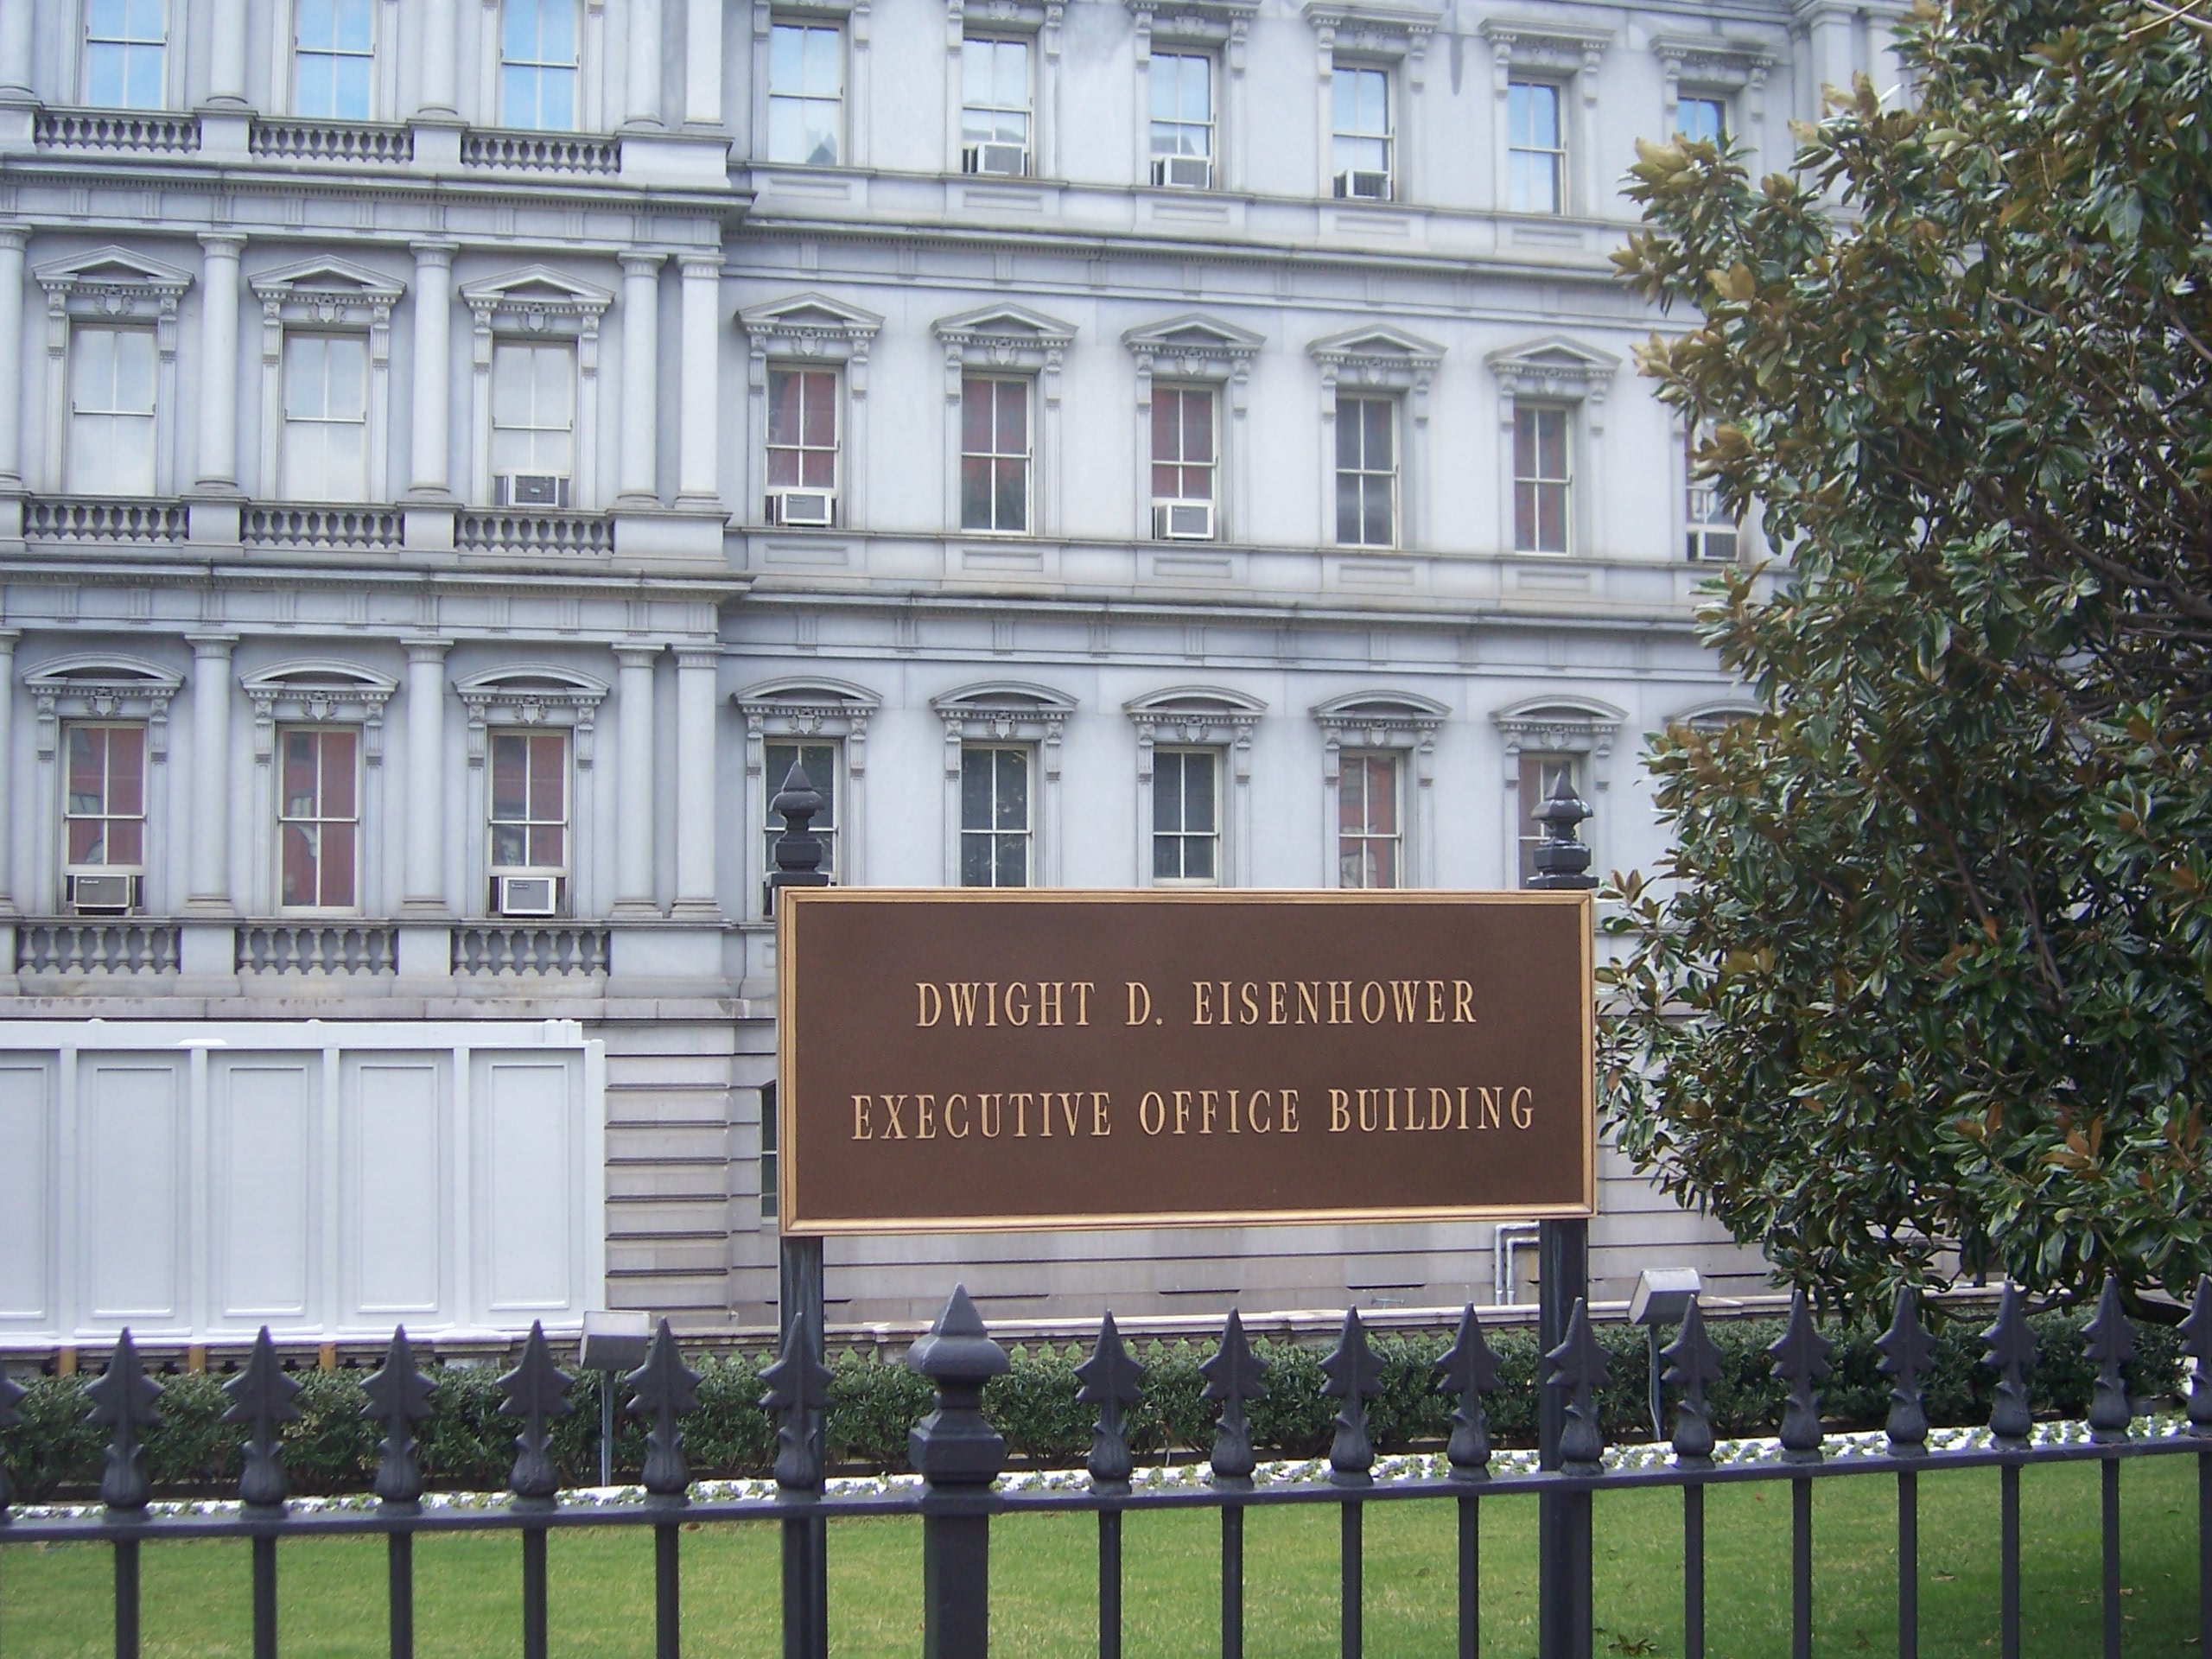 DWIGHT D. EISENHOWER
EXECUTIVE OFFICE BUILDING